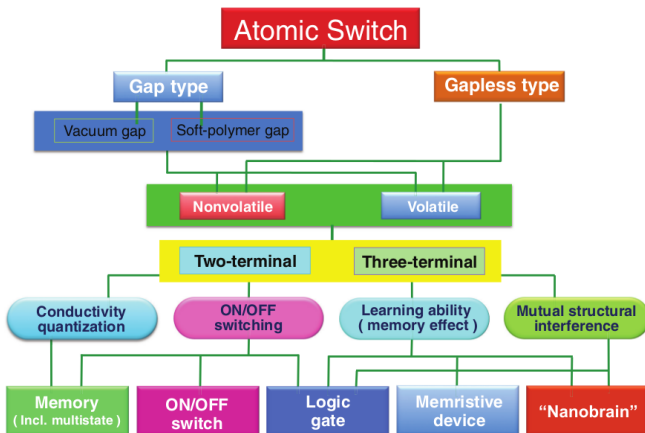 Atomic Switch
Gap type
Gapless type
Vacuum gap
Soft-polymer gap
Nonvolatile
Volatile
Two-terminal
Three-terminal
Conductivity
quantization
ON/OFF
switching
Learning ability
( memory effect )
Mutual structural
interference
Memory
( Incl. multistate )
ON/OFF
switch
Logic
gate
Memristive
device
“Nanobrain”